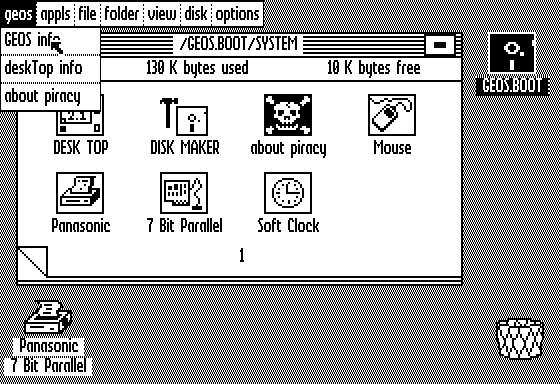 geos appls file folder view disk options
GEOS info
deskTop info
about piracy
/GEOS.BOOT/SYSTEM
130 K bytes used 10 K bytes free
GEOS.BOOT
2.1
DESK TOP DISK MAKER about piracy Mouse
Panasonic 7 Bit Parallel Soft Clock
1
Panasonic
7 Bit Parallel